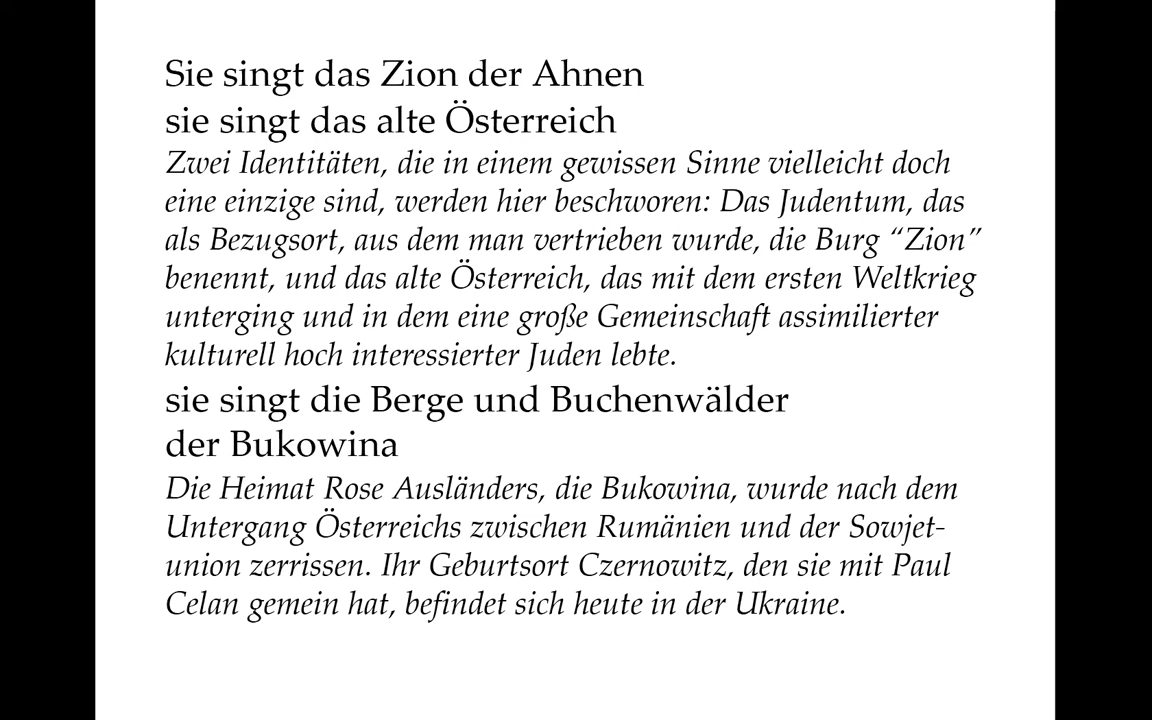 Sie singt das Zion der Ahnen
sie singt das alte Österreich
Zwei Identitäten, die in einem gewissen Sinne vielleicht doch
eine einzige sind, werden hier beschworen: Das Judentum, das
als Bezugsort, aus dem man vertrieben wurde, die Burg “Zion”
benennt, und das alte Österreich, das mit dem ersten Weltkrieg
unterging und in dem eine große Gemeinschaft assimilierter
kulturell hoch interessierter Juden lebte.
sie singt die Berge und Buchenwälder
der Bukowina
Die Heimat Rose Ausländers, die Bukowina, wurde nach dem
Untergang Österreichs zwischen Rumänien und der Sowjet-
union zerrissen. Ihr Geburtsort Czernowitz, den sie mit Paul
Celan gemein hat, befindet sich heute in der Ukraine.